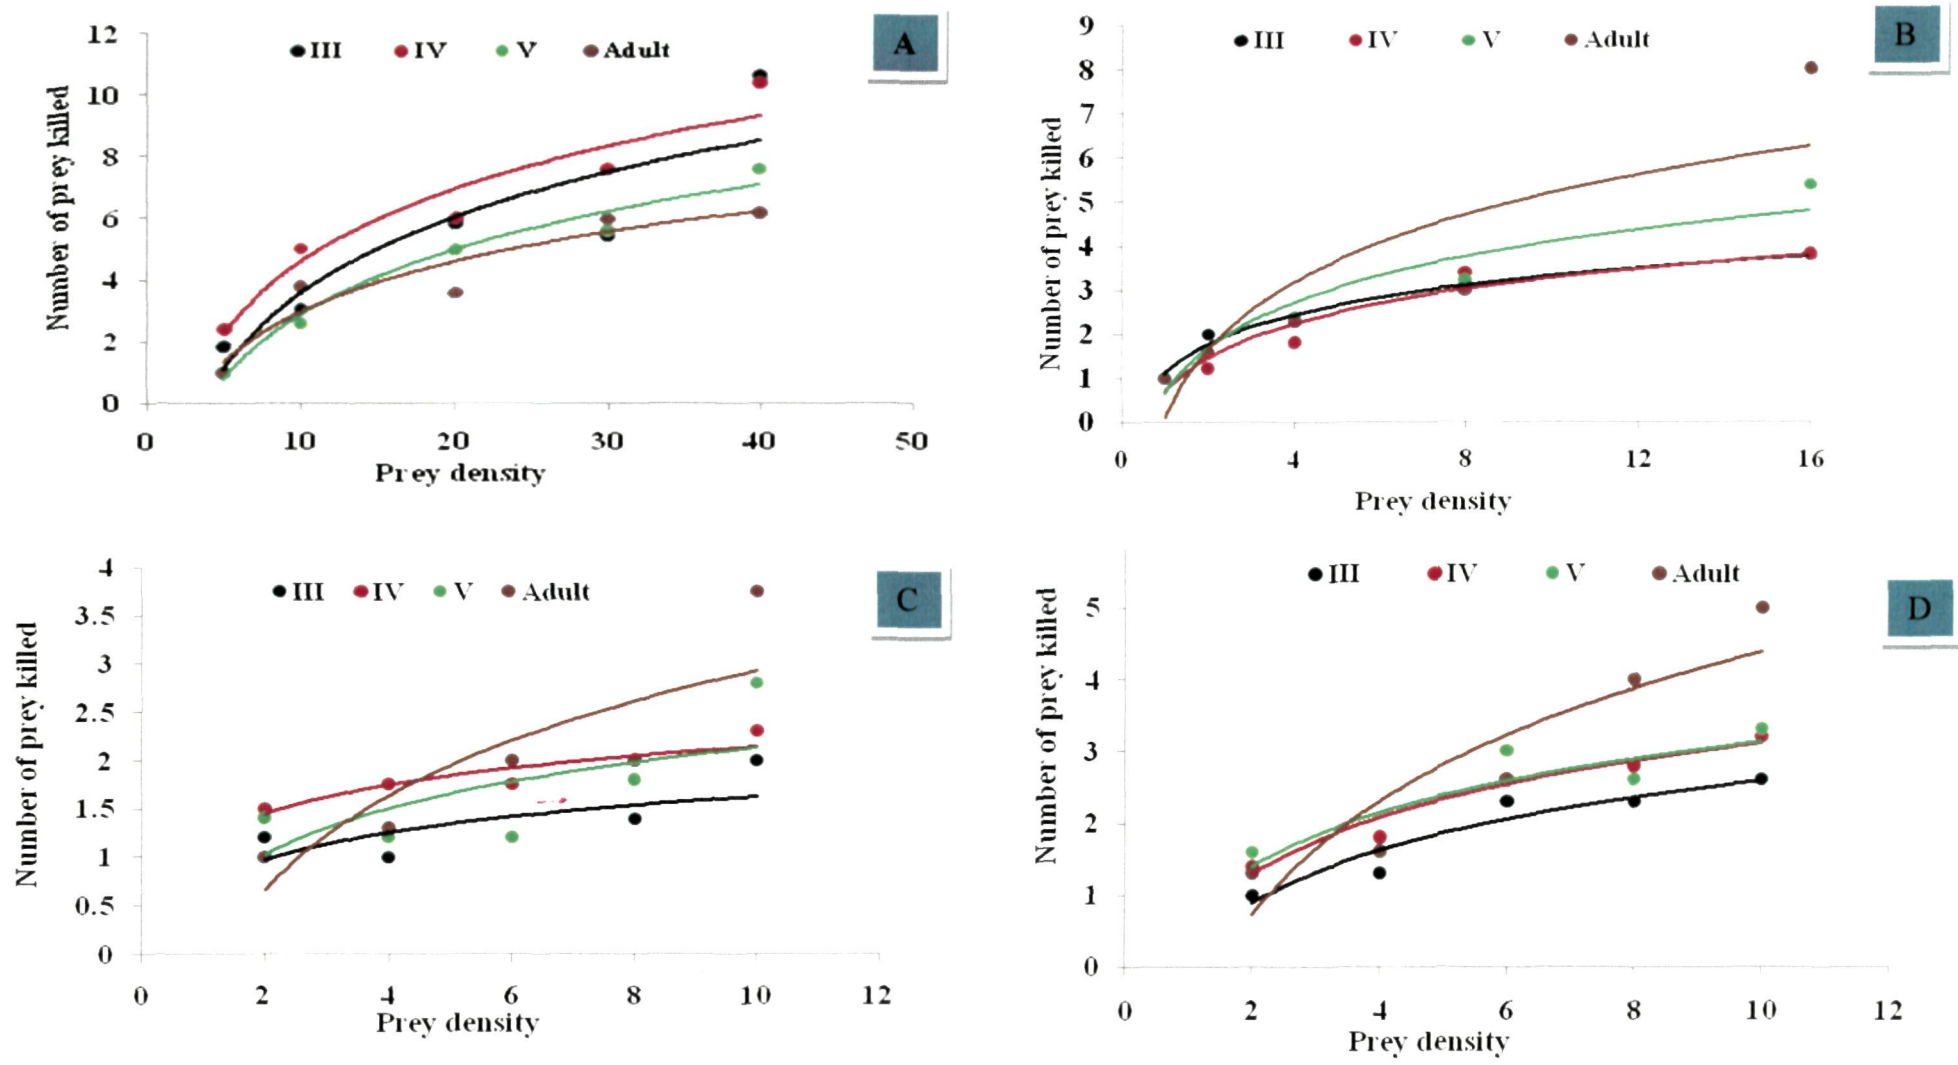 A
III IV V Adult
12
10
8
6
4
2
0
Number of prey killed
0 10 20 30 40 50
Prey density
B
III IV V Adult
9
8
7
6
5
4
3
2
1
0
Number of prey killed
0 4 8 12 16
Prey density
C
III IV V Adult
4
3.5
3
2.5
2
1.5
1
0.5
0
Number of prey killed
0 2 4 6 8 10 12
Prey density
D
III IV V Adult
5
4
3
2
1
0
Number of prey killed
0 2 4 6 8 10 12
Prey density